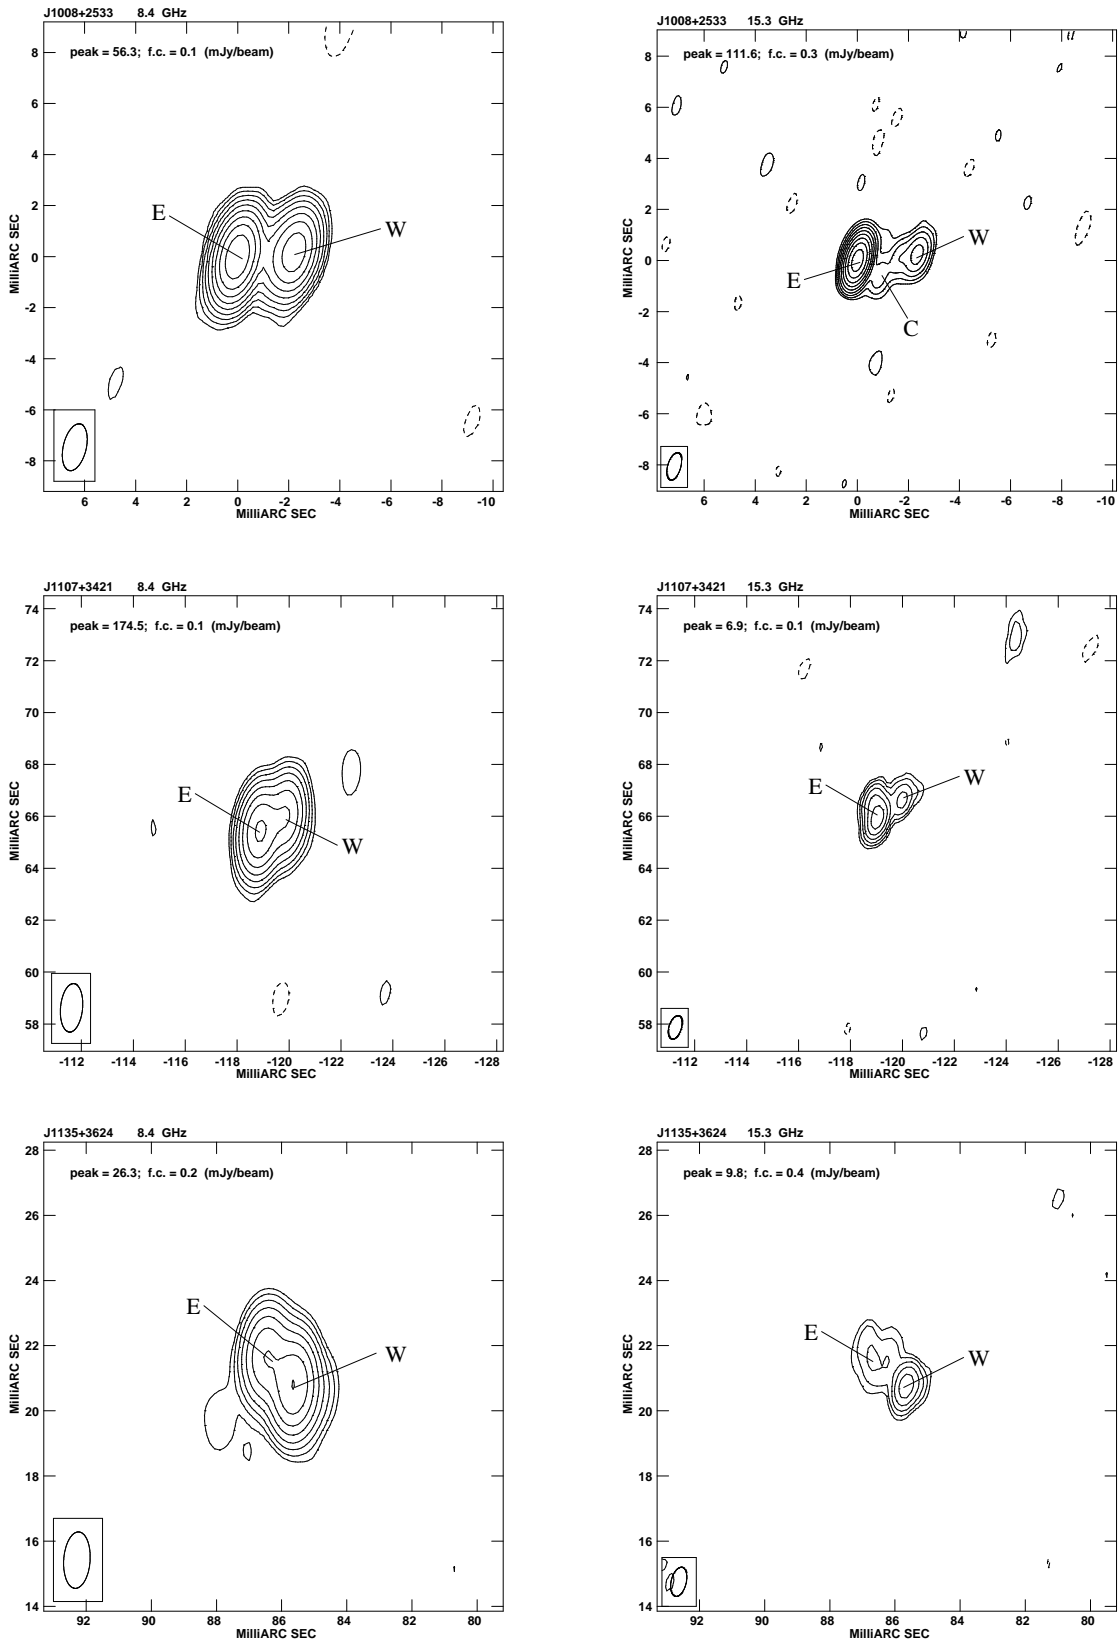 J1008+2533 8.4 GHz
peak = 56.3; f.c. = 0.1 (mJy/beam)
E
W
MilliARC SEC
8
6
4
2
0
-2
-4
-6
-8
6 4 2 0 -2 -4 -6 -8 -10
MilliARC SEC
J1008+2533 15.3 GHz
peak = 111.6; f.c. = 0.3 (mJy/beam)
E
W
C
MilliARC SEC
8
6
4
2
0
-2
-4
-6
-8
6 4 2 0 -2 -4 -6 -8 -10
MilliARC SEC
J1107+3421 8.4 GHz
peak = 174.5; f.c. = 0.1 (mJy/beam)
E
W
MilliARC SEC
74
72
70
68
66
64
62
60
58
-112 -114 -116 -118 -120 -122 -124 -126 -128
MilliARC SEC
J1107+3421 15.3 GHz
peak = 6.9; f.c. = 0.1 (mJy/beam)
E
W
MilliARC SEC
74
72
70
68
66
64
62
60
58
-112 -114 -116 -118 -120 -122 -124 -126 -128
MilliARC SEC
J1135+3624 8.4 GHz
peak = 26.3; f.c. = 0.2 (mJy/beam)
E
W
MilliARC SEC
28
26
24
22
20
18
16
14
92 90 88 86 84 82 80
MilliARC SEC
J1135+3624 15.3 GHz
peak = 9.8; f.c. = 0.4 (mJy/beam)
E
W
MilliARC SEC
28
26
24
22
20
18
16
14
92 90 88 86 84 82 80
MilliARC SEC